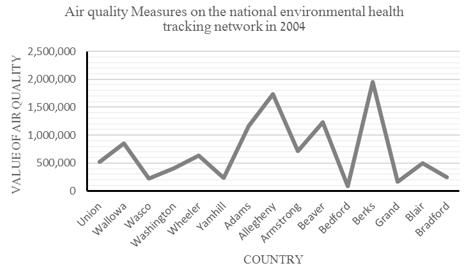 Air quality Measures on the national environmental health
tracking network in 2004
VALUE OF AIR QUALITY
2,500,000
2,000,000
1,500,000
1,000,000
500,000
0
Union
Wallowa
Wasco
Washington
Wheeler
Yamhill
Adams
Allegheny
Armstrong
Beaver
Bedford
Berks
Grand
Blair
Bradford
COUNTRY